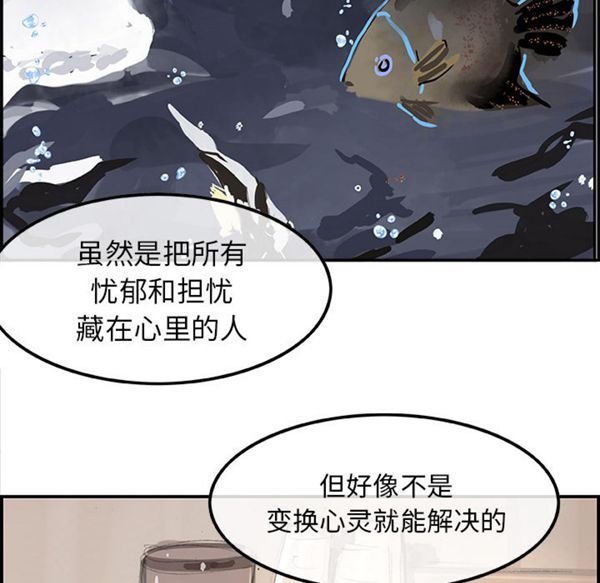 虽然是把所有
忧郁和担忧
藏在心里的人
但好像不是
变换心灵就能解决的